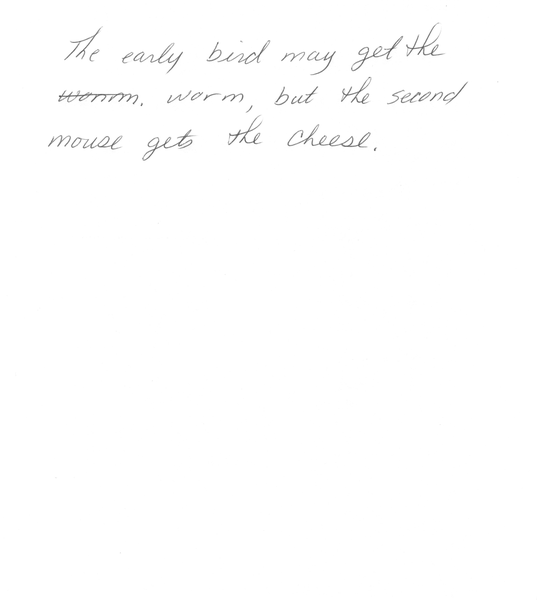 The early bird may get the
worm. worm, but the second
mouse gets the cheese.